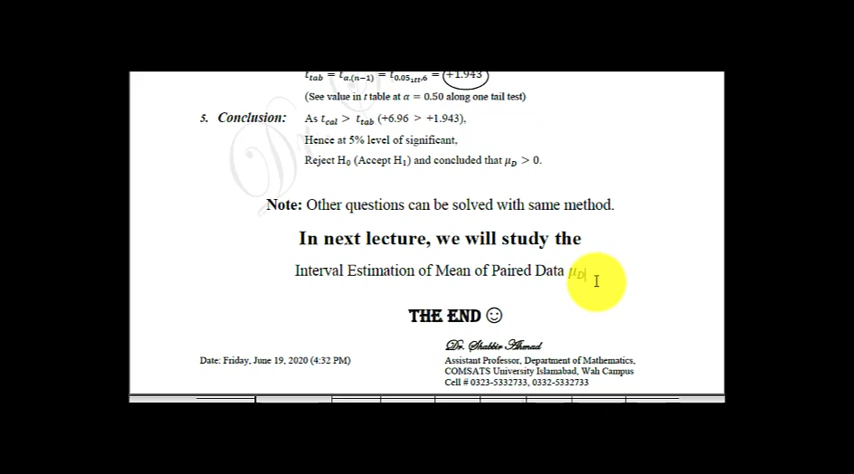 t_tab = t_α,(n−1) = t_0.05_1tt,6 = +1.943
(See value in t table at α = 0.50 along one tail test)
5. Conclusion: As t_cal > t_tab (+6.96 > +1.943),
Hence at 5% level of significant,
Reject H₀ (Accept H₁) and concluded that μ_D > 0.
Note: Other questions can be solved with same method.
In next lecture, we will study the
Interval Estimation of Mean of Paired Data μ_D
THE END ☺
Dr. Shabbir Ahmad
Date: Friday, June 19, 2020 (4:32 PM)
Assistant Professor, Department of Mathematics,
COMSATS University Islamabad, Wah Campus
Cell # 0323-5332733, 0332-5332733